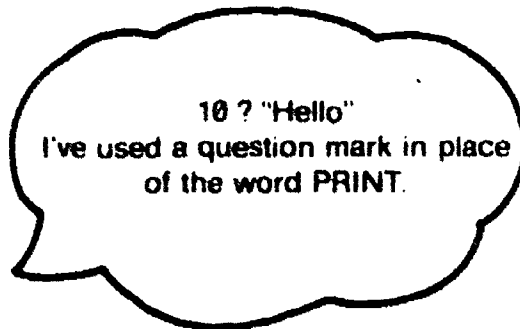 10 ? "Hello"
I've used a question mark in place
of the word PRINT.